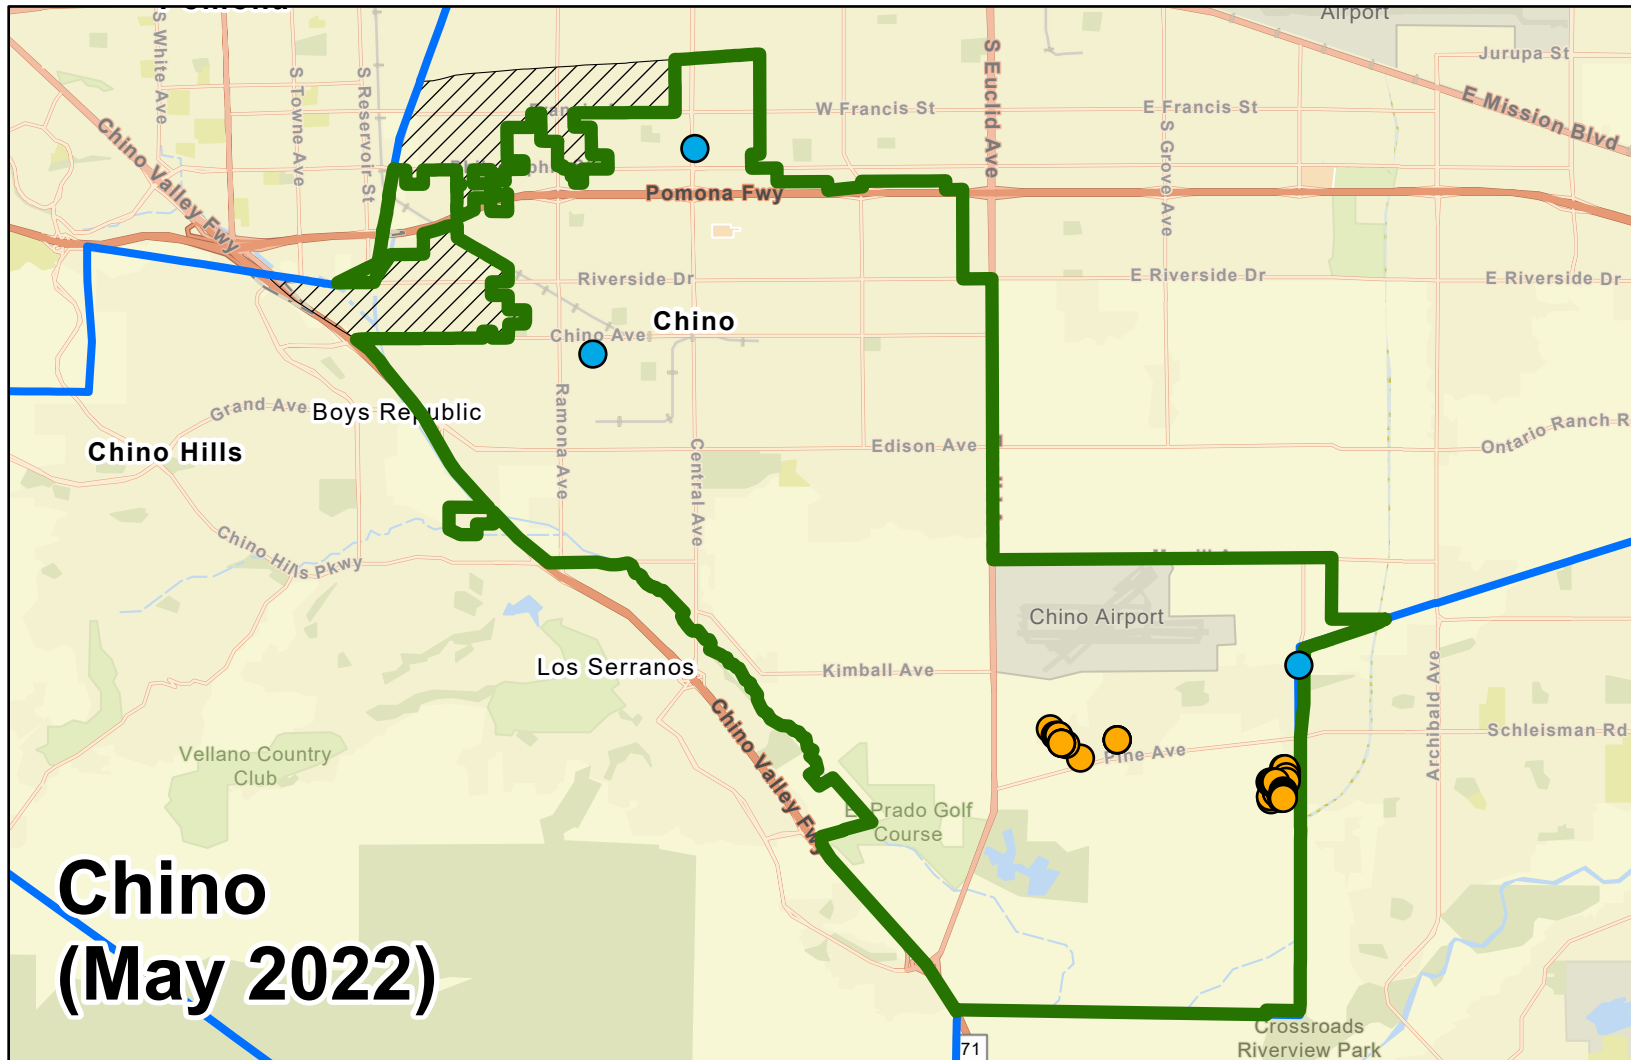 Airport
S White Ave
S Towne Ave
S Reservoir St
Chino Valley Fwy
S Euclid Ave
W Francis St
E Francis St
S Grove Ave
Jurupa St
E Mission Blvd
Pomona Fwy
Riverside Dr
E Riverside Dr
E Riverside Dr
Chino
Chino Ave
Grand Ave
Boys Republic
Ramona Ave
Edison Ave
Ontario Ranch R
Chino Hills
Central Ave
Chino Hills Pkwy
Chino Airport
Los Serranos
Kimball Ave
Archibald Ave
Chino Valley Fwy
Schleisman Rd
Pine Ave
Vellano Country
Club
El Prado Golf
Course
Chino
(May 2022)
71
Crossroads
Riverview Park